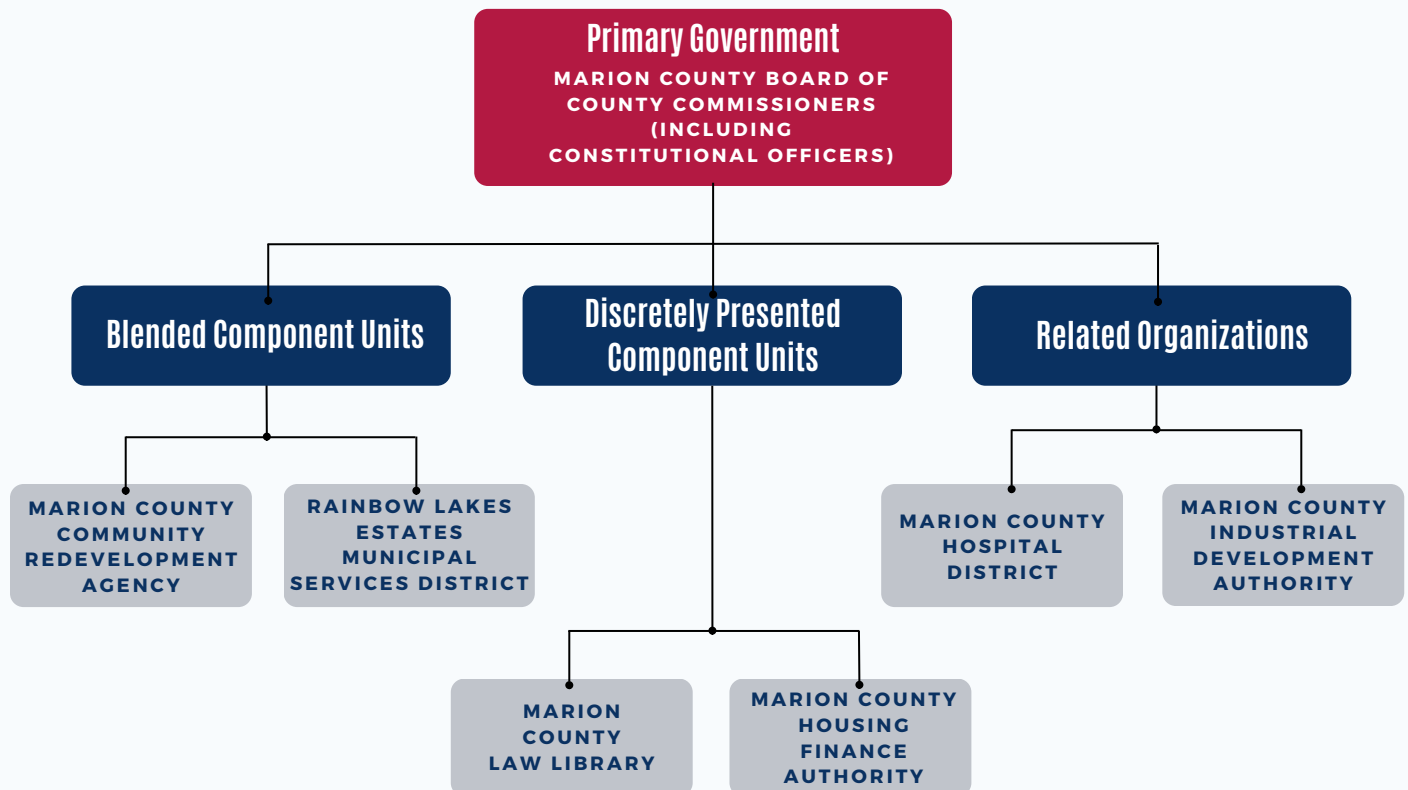 Primary Government
MARION COUNTY BOARD OF
COUNTY COMMISSIONERS
(INCLUDING
CONSTITUTIONAL OFFICERS)
Blended Component Units
Discretely Presented
Component Units
Related Organizations
MARION COUNTY
COMMUNITY
REDEVELOPMENT
AGENCY
RAINBOW LAKES
ESTATES
MUNICIPAL
SERVICES DISTRICT
MARION COUNTY
HOSPITAL
DISTRICT
MARION COUNTY
INDUSTRIAL
DEVELOPMENT
AUTHORITY
MARION
COUNTY
LAW LIBRARY
MARION COUNTY
HOUSING
FINANCE
AUTHORITY